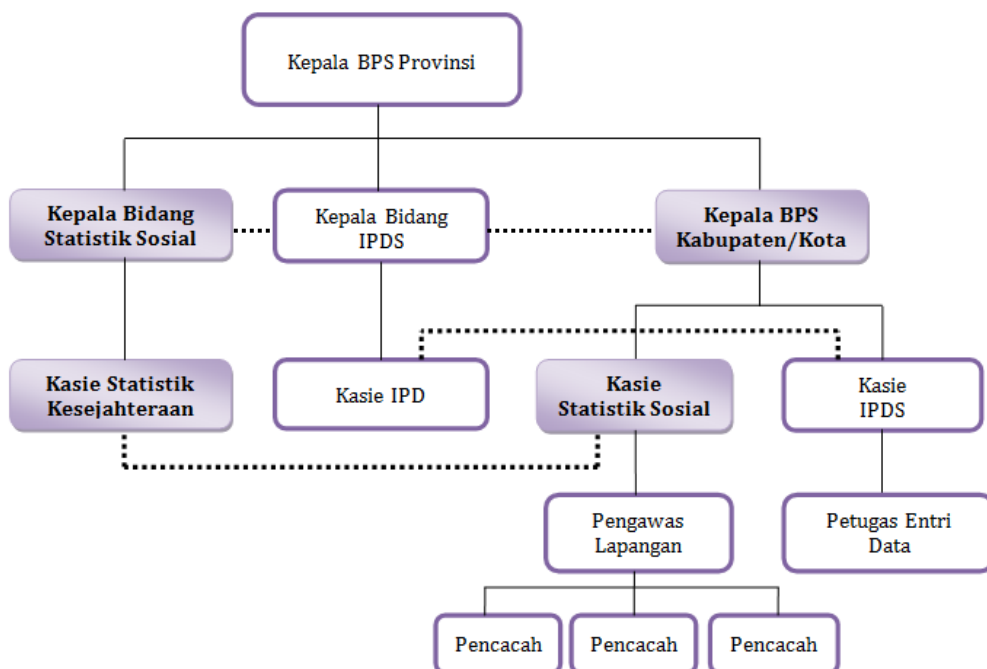 Kepala BPS Provinsi
Kepala Bidang
Statistik Sosial
Kepala Bidang
IPDS
Kepala BPS
Kabupaten/Kota
Kasie Statistik
Kesejahteraan
Kasie IPD
Kasie
Statistik Sosial
Kasie
IPDS
Pengawas
Lapangan
Petugas Entri
Data
Pencacah
Pencacah
Pencacah